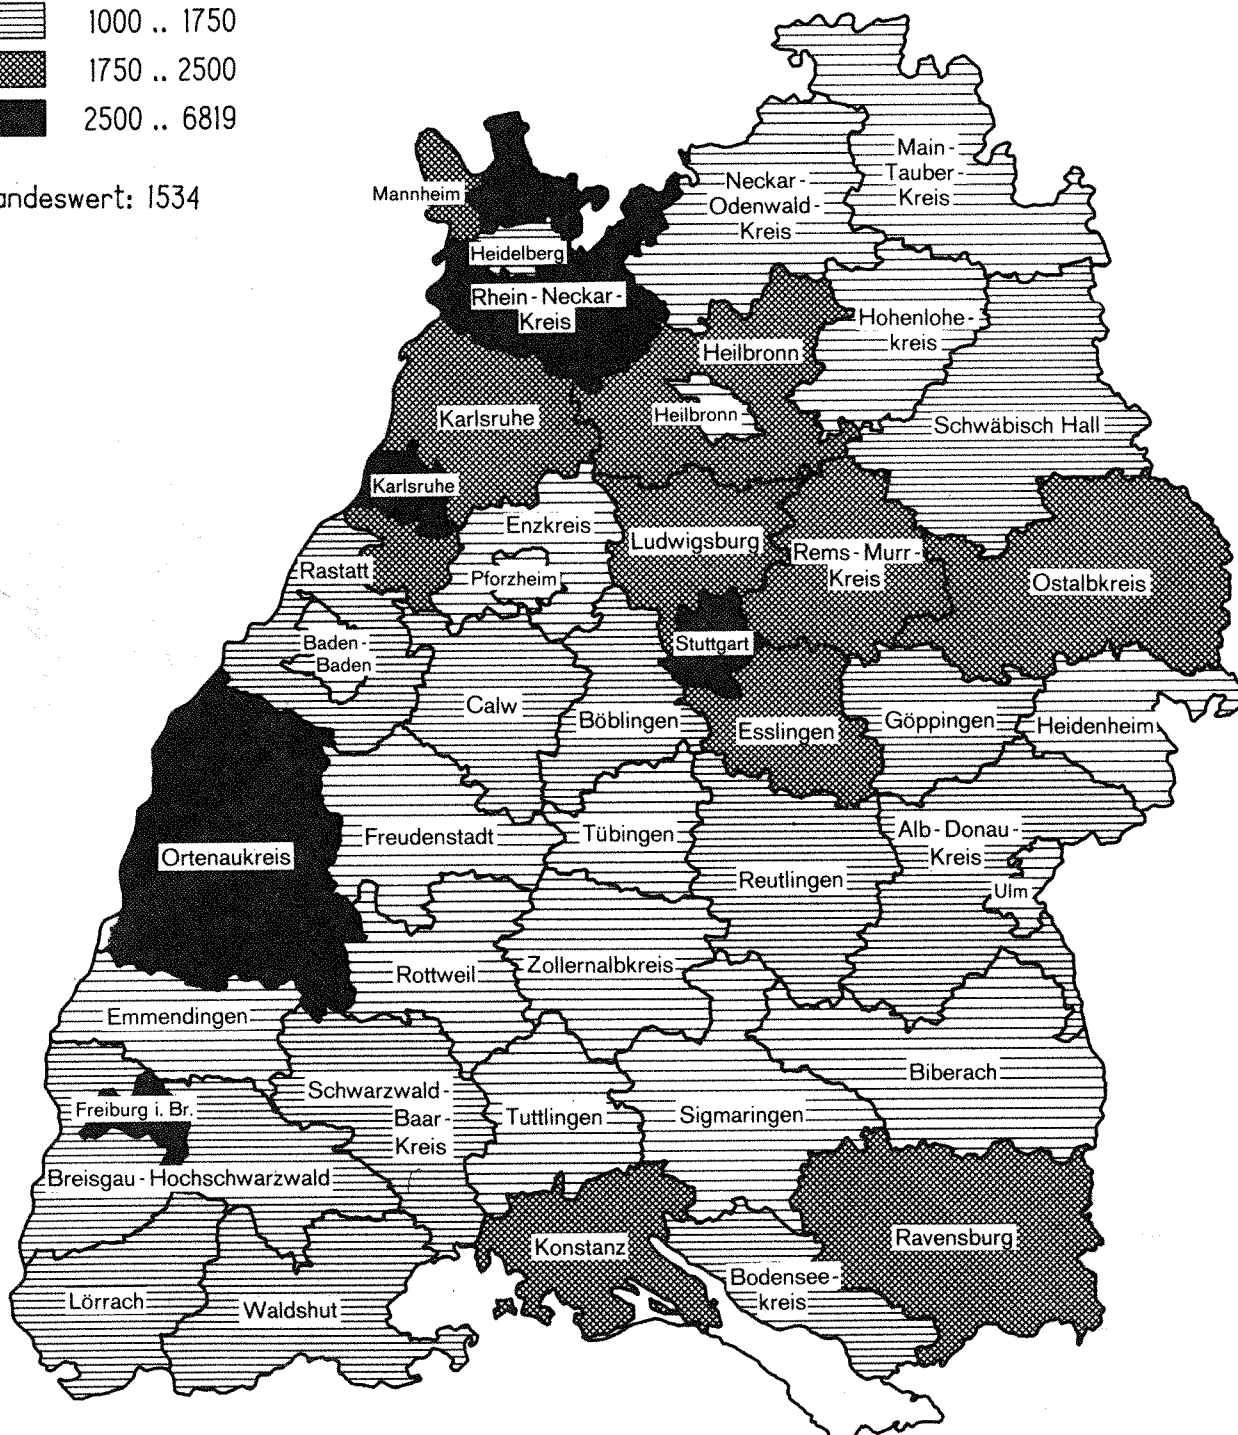 1000 .. 1750
1750 .. 2500
2500 .. 6819
andeswert: 1534
Main-
Tauber-
Kreis
Neckar-
Odenwald-
Kreis
Mannheim
Heidelberg
Rhein-Neckar-
Kreis
Hohenlohe-
kreis
Heilbronn
Heilbronn
Karlsruhe
Schwäbisch Hall
Karlsruhe
Enzkreis
Ludwigsburg
Rems-Murr-
Kreis
Rastatt
Pforzheim
Ostalbkreis
Baden-
Baden
Stuttgart
Calw
Böblingen
Esslingen
Göppingen
Heidenheim
Freudenstadt
Tübingen
Alb-Donau-
Kreis
Ortenaukreis
Reutlingen
Ulm
Rottweil
Zollernalbkreis
Emmendingen
Biberach
Schwarzwald-
Baar-
Kreis
Freiburg i. Br.
Tuttlingen
Sigmaringen
Breisgau-Hochschwarzwald
Konstanz
Ravensburg
Bodensee-
kreis
Lörrach
Waldshut